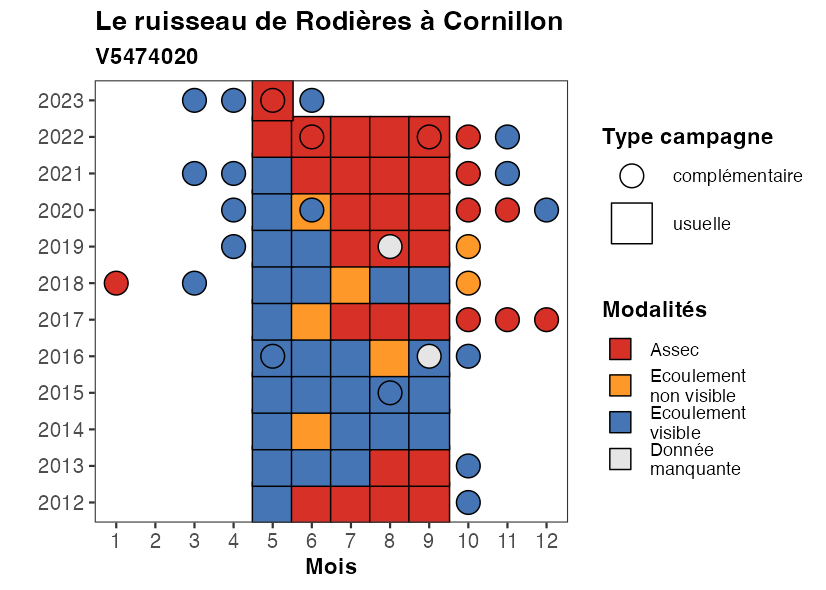 Le ruisseau de Rodières à Cornillon
V5474020
2023
2022
2021
2020
2019
2018
2017
2016
2015
2014
2013
2012
1 2 3 4 5 6 7 8 9 10 11 12
Mois
Type campagne
complémentaire
usuelle
Modalités
Assec
Ecoulement
non visible
Ecoulement
visible
Donnée
manquante